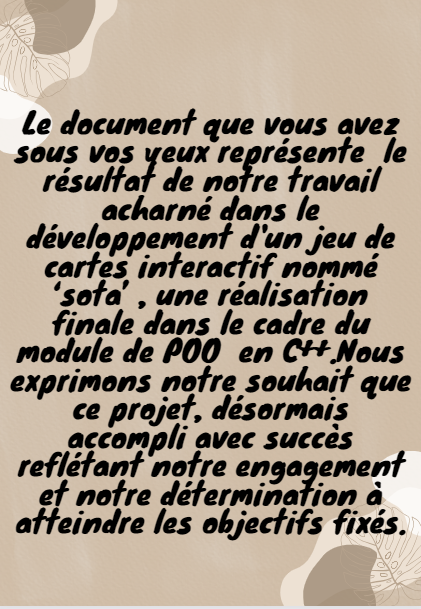 Le document que vous avez
sous vos yeux représente le
résultat de notre travail
acharné dans le
développement d'un jeu de
cartes interactif nommé
‘sota’ , une réalisation
finale dans le cadre du
module de POO en C++.Nous
exprimons notre souhait que
ce projet, désormais
accompli avec succès
reflétant notre engagement
et notre détermination à
atteindre les objectifs fixés.